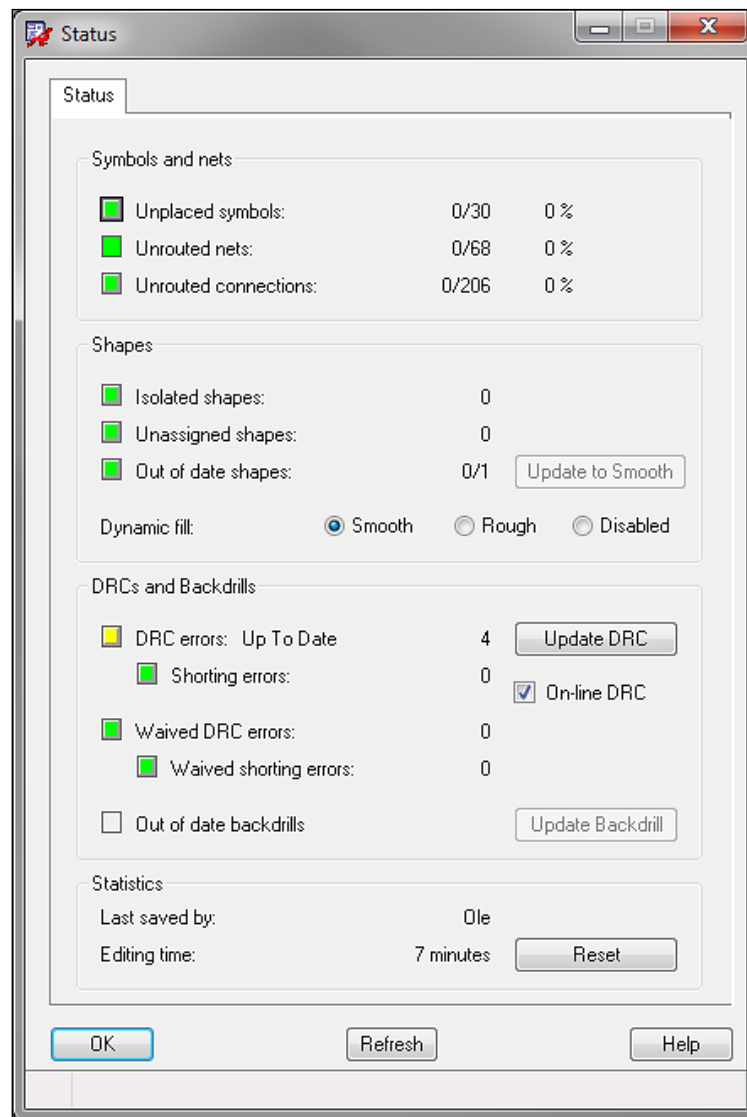 Status
Status
Symbols and nets
Unplaced symbols: 0/30 0 %
Unrouted nets: 0/68 0 %
Unrouted connections: 0/206 0 %
Shapes
Isolated shapes: 0
Unassigned shapes: 0
Out of date shapes: 0/1 Update to Smooth
Dynamic fill: Smooth Rough Disabled
DRCs and Backdrills
DRC errors: Up To Date 4 Update DRC
Shorting errors: 0
On-line DRC
Waived DRC errors: 0
Waived shorting errors: 0
Out of date backdrills Update Backdrill
Statistics
Last saved by: Ole
Editing time: 7 minutes Reset
OK Refresh Help